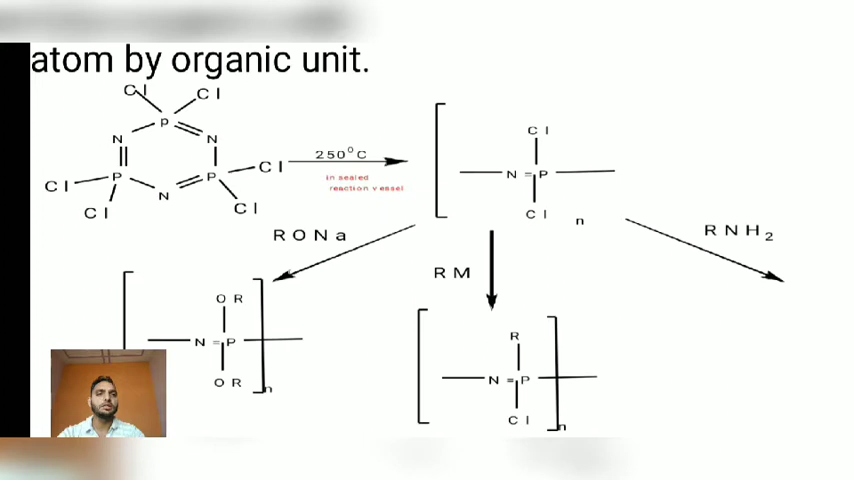 atom by organic unit.
Cl Cl
P
N N
P P Cl
Cl N
Cl Cl
250°C
in sealed
reaction vessel
Cl
N = P
Cl n
RONa
RM
RNH₂
OR
N = P
OR
n
R
N = P
Cl
n